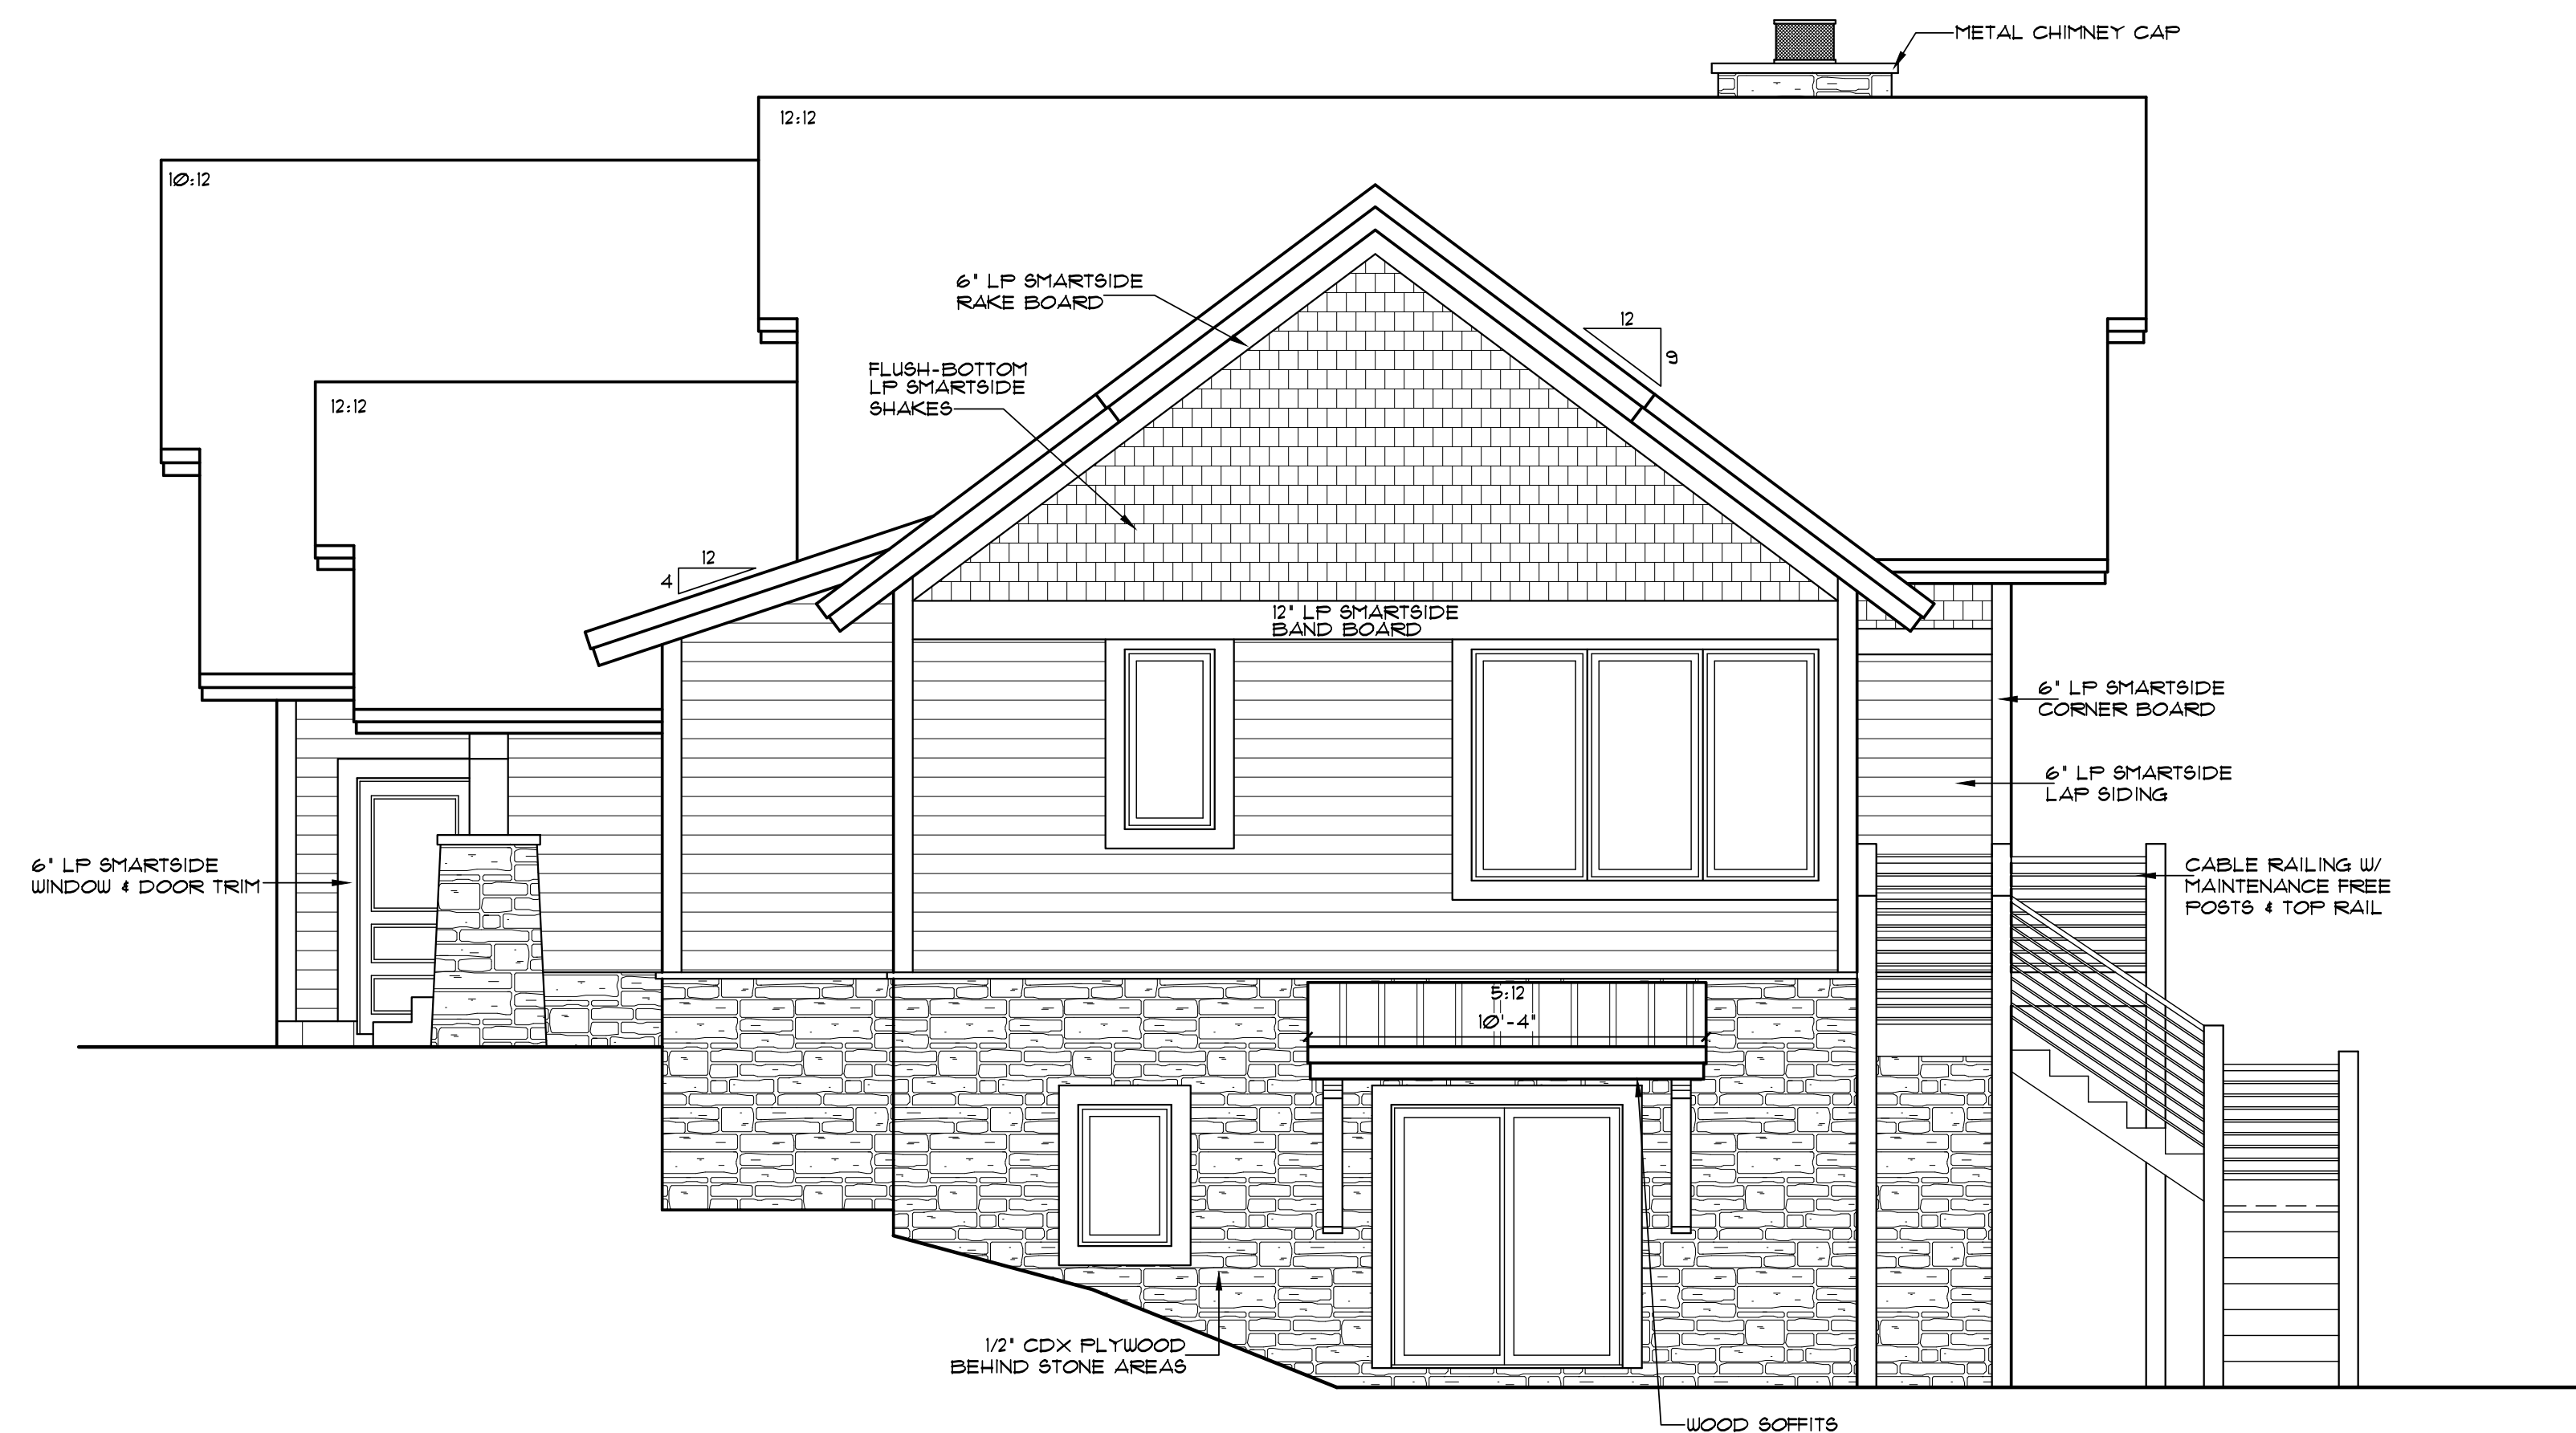 METAL CHIMNEY CAP
12:12
10:12
6" LP SMARTSIDE
RAKE BOARD
12
9
FLUSH-BOTTOM
LP SMARTSIDE
SHAKES
12:12
12
4
12" LP SMARTSIDE
BAND BOARD
6" LP SMARTSIDE
CORNER BOARD
6" LP SMARTSIDE
LAP SIDING
6" LP SMARTSIDE
WINDOW & DOOR TRIM
CABLE RAILING W/
MAINTENANCE FREE
POSTS & TOP RAIL
5:12
10'-4"
1/2" CDX PLYWOOD
BEHIND STONE AREAS
WOOD SOFFITS